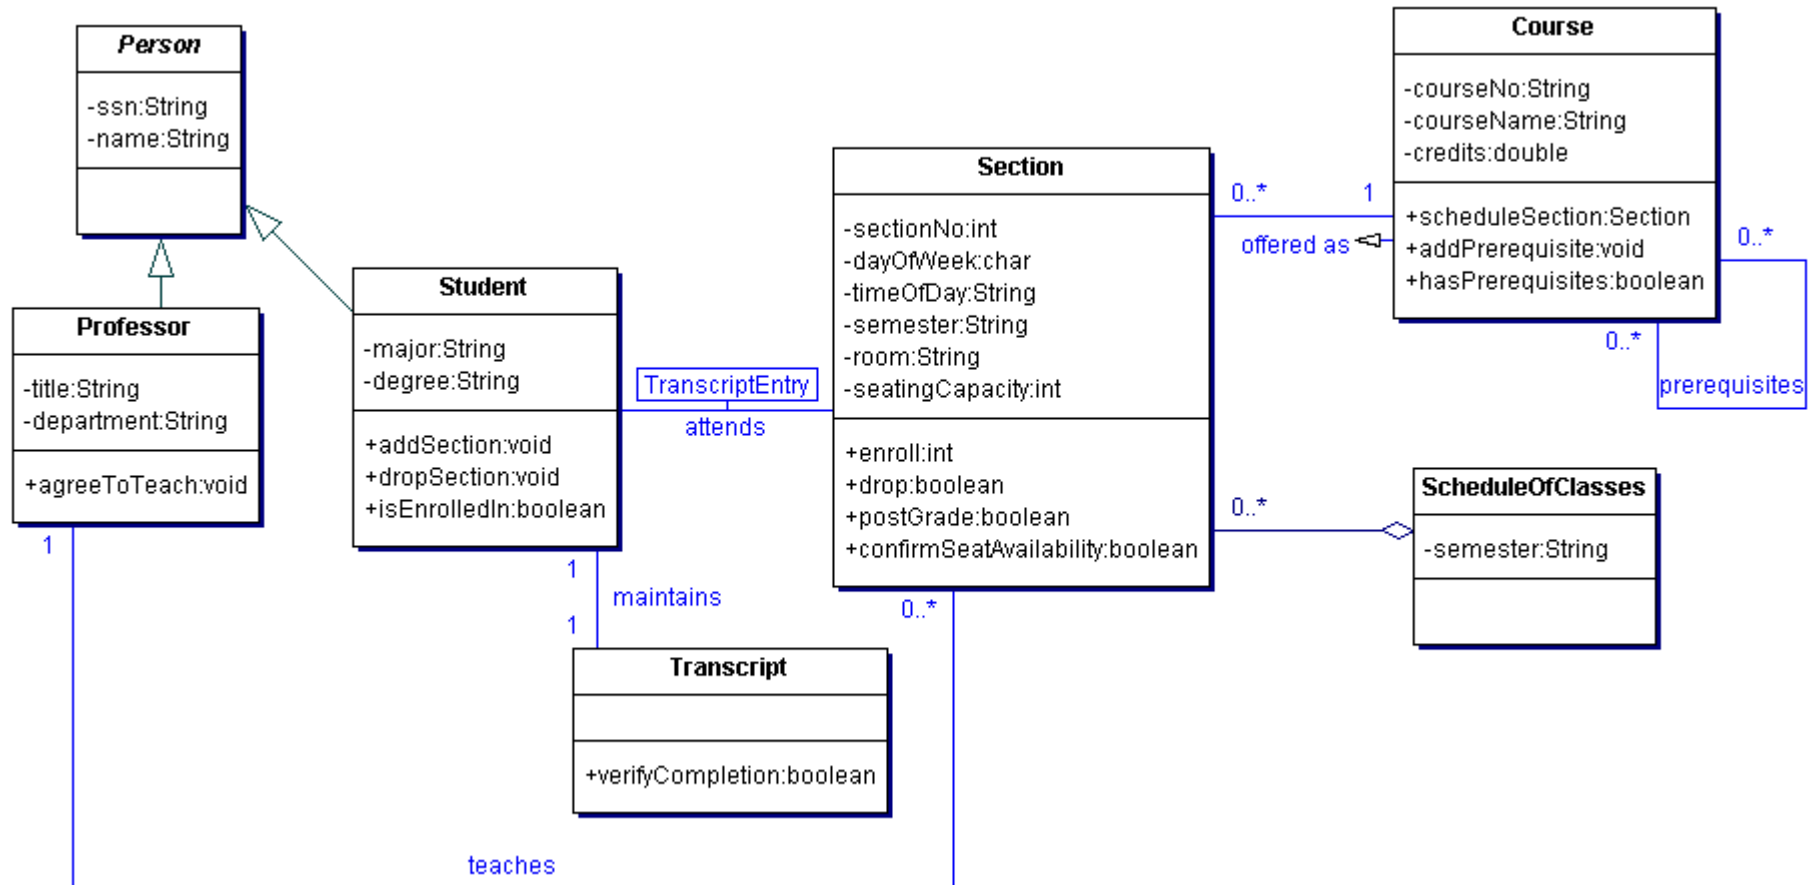 Person
-ssn:String
-name:String
Professor
-title:String
-department:String
+agreeToTeach:void
1
Student
-major:String
-degree:String
+addSection:void
+dropSection:void
+isEnrolledIn:boolean
1
maintains
1
Transcript
+verifyCompletion:boolean
teaches
TranscriptEntry
attends
Section
-sectionNo:int
-dayOfWeek:char
-timeOfDay:String
-semester:String
-room:String
-seatingCapacity:int
+enroll:int
+drop:boolean
+postGrade:boolean
+confirmSeatAvailability:boolean
0..*
0..* 1
offered as
Course
-courseNo:String
-courseName:String
-credits:double
+scheduleSection:Section
+addPrerequisite:void
+hasPrerequisites:boolean
0..*
0..*
prerequisites
0..*
ScheduleOfClasses
-semester:String